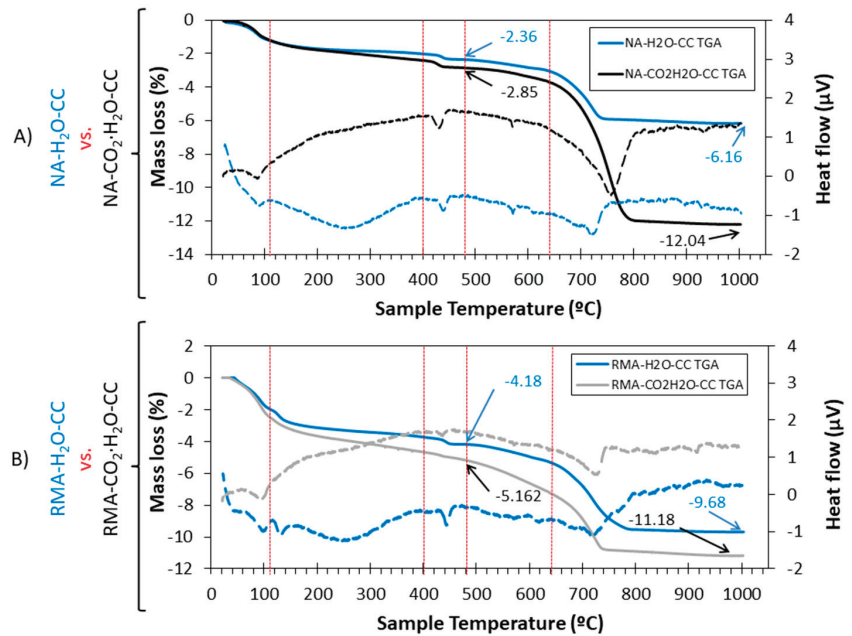 A)
NA-H₂O-CC
vs.
NA-CO₂·H₂O-CC
Mass loss (%)
0
-2
-4
-6
-8
-10
-12
-14
NA-H2O-CC TGA
NA-CO2H2O-CC TGA
-2.36
-2.85
-6.16
-12.04
4
3
2
1
0
-1
-2
Heat flow (µV)
0 100 200 300 400 500 600 700 800 900 1000
Sample Temperature (ºC)
B)
RMA-H₂O-CC
vs.
RMA-CO₂·H₂O-CC
Mass loss (%)
2
0
-2
-4
-6
-8
-10
-12
RMA-H2O-CC TGA
RMA-CO2H2O-CC TGA
-4.18
-5.162
-9.68
-11.18
4
3
2
1
0
-1
-2
Heat flow (µV)
0 100 200 300 400 500 600 700 800 900 1000
Sample Temperature (ºC)